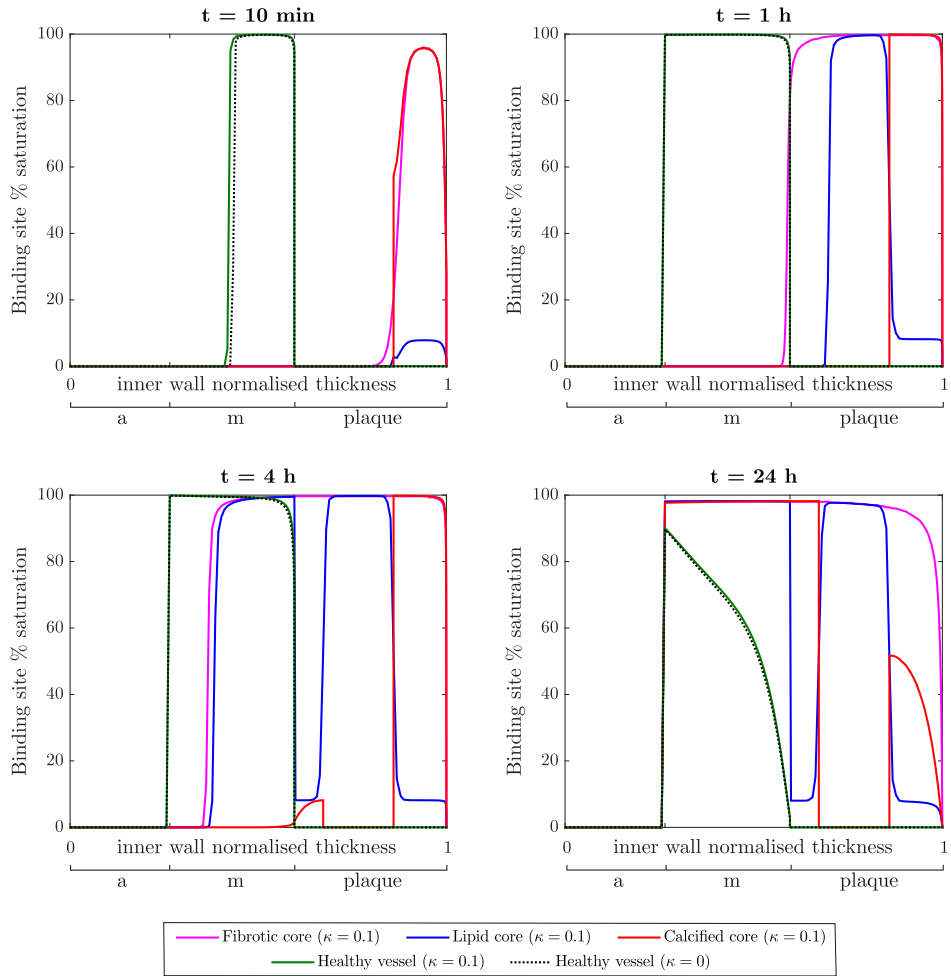 t = 10 min
100
80
60
40
20
0
Binding site % saturation
0
1
inner wall normalised thickness
a
m
plaque
t = 1 h
100
80
60
40
20
0
Binding site % saturation
0
1
inner wall normalised thickness
a
m
plaque
t = 4 h
100
80
60
40
20
0
Binding site % saturation
0
1
inner wall normalised thickness
a
m
plaque
t = 24 h
100
80
60
40
20
0
Binding site % saturation
0
1
inner wall normalised thickness
a
m
plaque
Fibrotic core (κ = 0.1) Lipid core (κ = 0.1) Calcified core (κ = 0.1)
Healthy vessel (κ = 0.1) Healthy vessel (κ = 0)